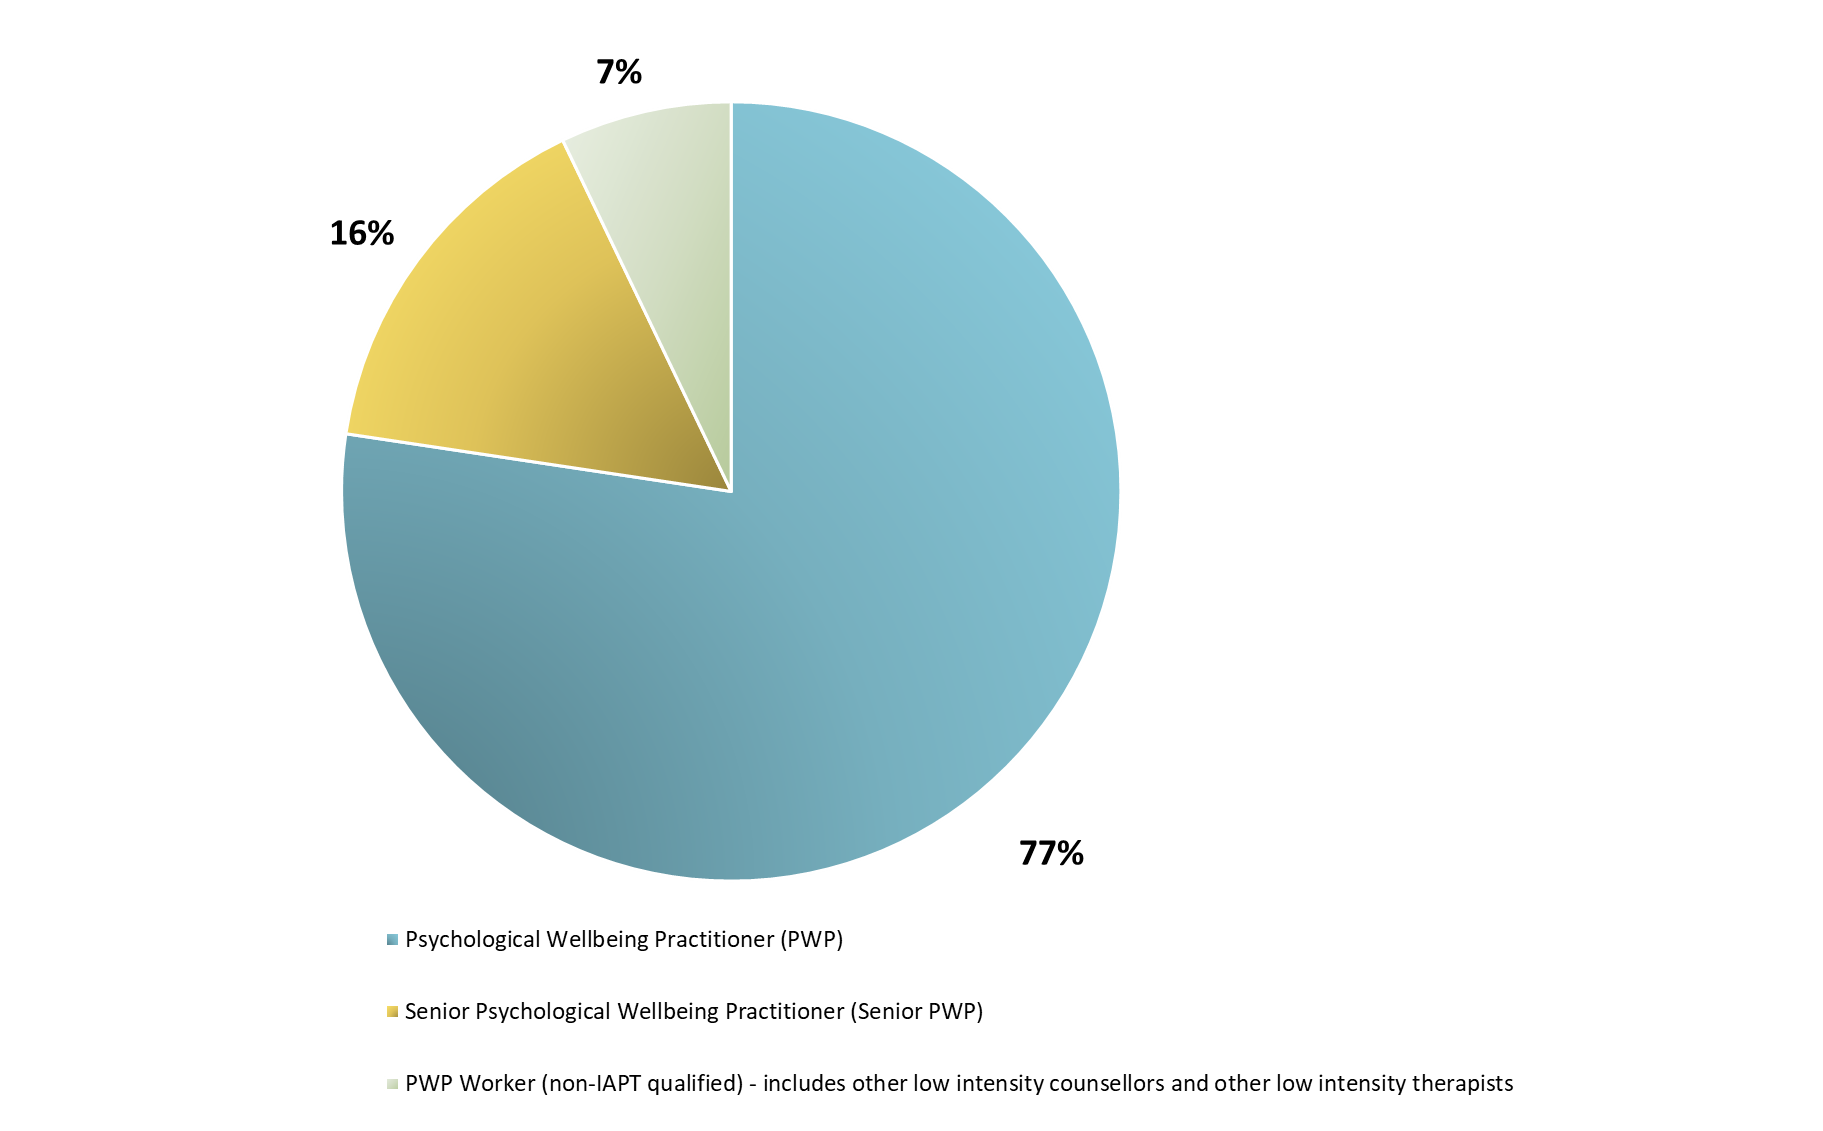 7%
16%
77%
Psychological Wellbeing Practitioner (PWP)
Senior Psychological Wellbeing Practitioner (Senior PWP)
PWP Worker (non-IAPT qualified) - includes other low intensity counsellors and other low intensity therapists